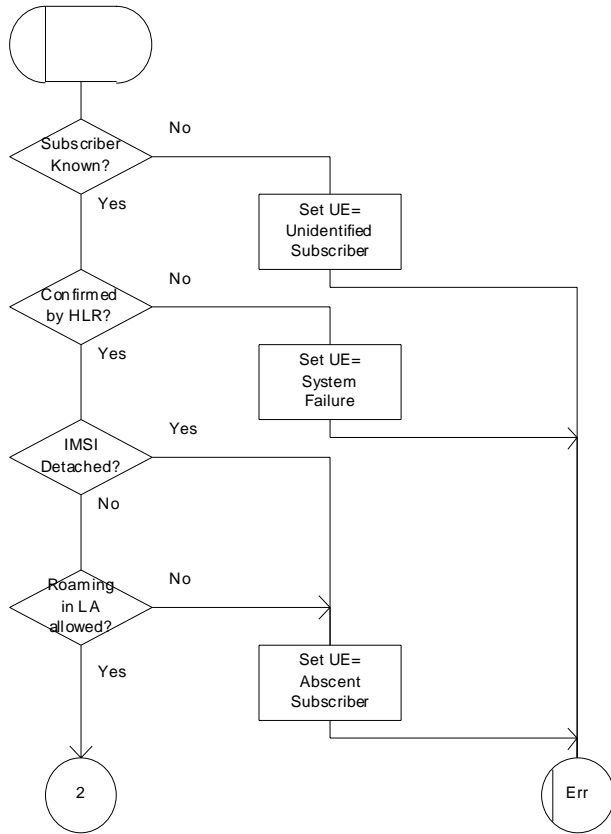 No
Subscriber
Known?
Yes
Set UE=
Unidentified
Subscriber
No
Confirmed
by HLR?
Yes
Set UE=
System
Failure
Yes
IMSI
Detached?
No
No
Roaming
in LA
allowed?
Yes
Set UE=
Abscent
Subscriber
2
Err